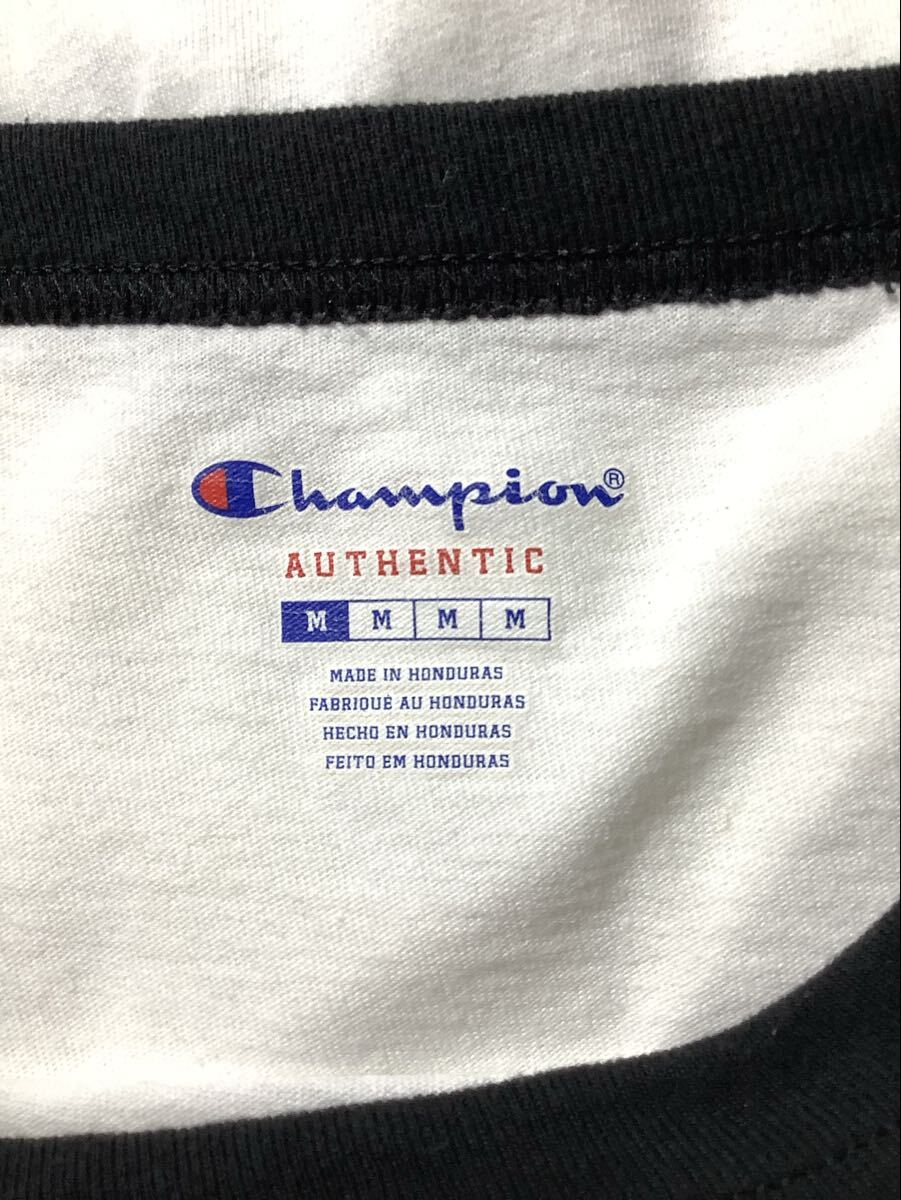 Champion®
AUTHENTIC
M M M M
MADE IN HONDURAS
FABRIQUÉ AU HONDURAS
HECHO EN HONDURAS
FEITO EM HONDURAS